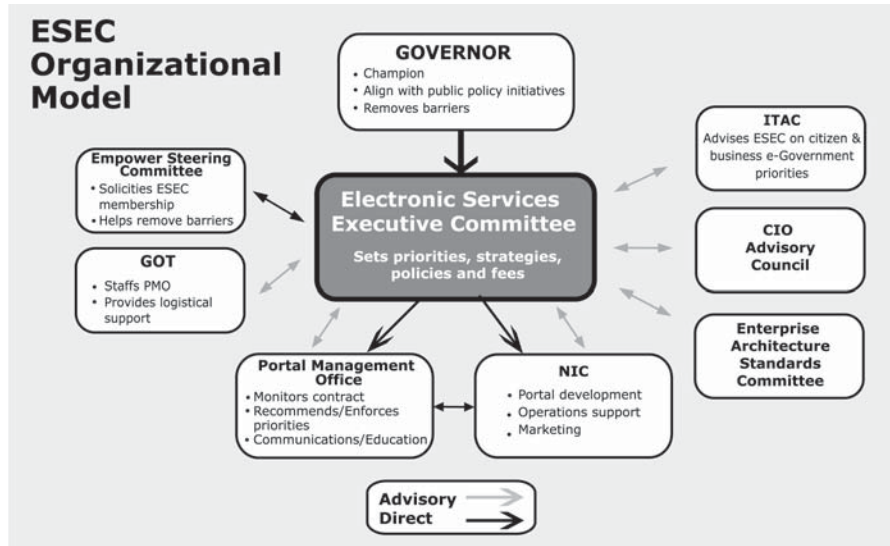 ESEC
Organizational
Model
GOVERNOR
• Champion
• Align with public policy initiatives
• Removes barriers
Empower Steering
Committee
• Solicities ESEC
membership
• Helps remove barriers
GOT
• Staffs PMO
• Provides logistical
support
Electronic Services
Executive Committee
Sets priorities, strategies,
policies and fees
ITAC
Advises ESEC on citizen &
business e-Government
priorities
CIO
Advisory
Council
Enterprise
Architecture
Standards
Committee
Portal Management
Office
• Monitors contract
• Recommends/Enforces
priorities
• Communications/Education
NIC
• Portal development
• Operations support
• Marketing
Advisory
Direct